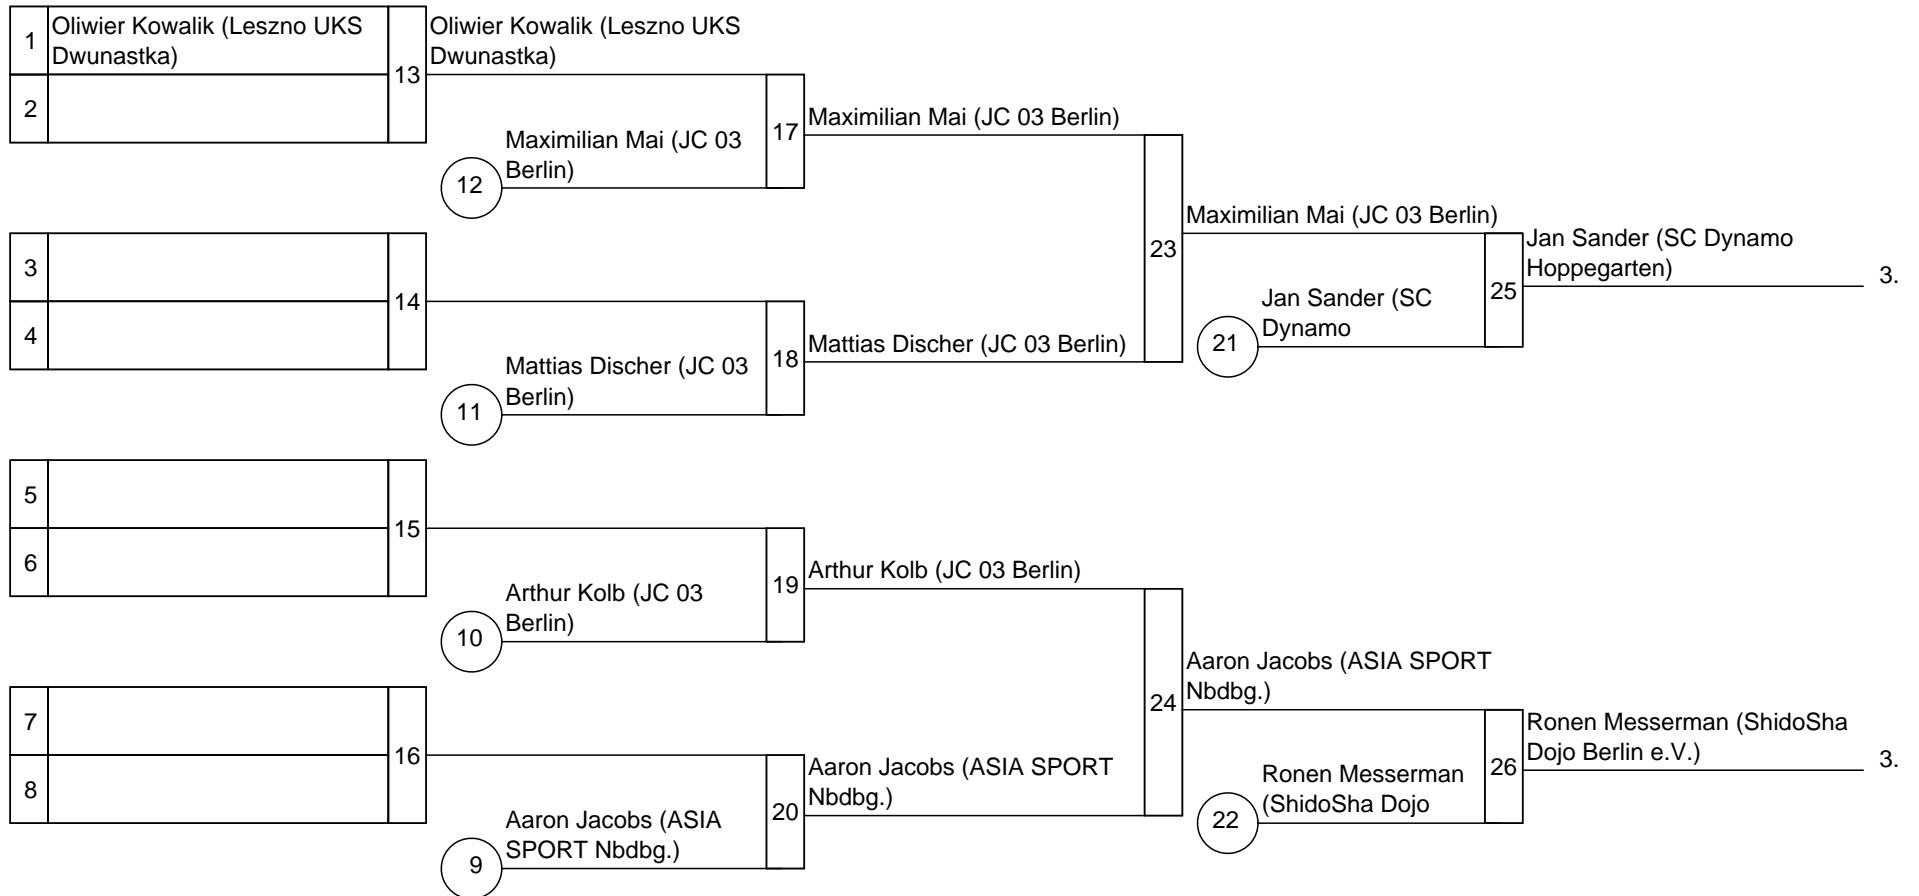 1
Oliwier Kowalik (Leszno UKS
Dwunastka)
2
13
Oliwier Kowalik (Leszno UKS
Dwunastka)
12
Maximilian Mai (JC 03
Berlin)
17
Maximilian Mai (JC 03 Berlin)
3
4
14
11
Mattias Discher (JC 03
Berlin)
18
Mattias Discher (JC 03 Berlin)
23
Maximilian Mai (JC 03 Berlin)
21
Jan Sander (SC
Dynamo
25
Jan Sander (SC Dynamo
Hoppegarten)
3.
5
6
15
10
Arthur Kolb (JC 03
Berlin)
19
Arthur Kolb (JC 03 Berlin)
7
8
16
9
Aaron Jacobs (ASIA
SPORT Nbdbg.)
20
Aaron Jacobs (ASIA SPORT
Nbdbg.)
24
Aaron Jacobs (ASIA SPORT
Nbdbg.)
22
Ronen Messerman
(ShidoSha Dojo
26
Ronen Messerman (ShidoSha
Dojo Berlin e.V.)
3.